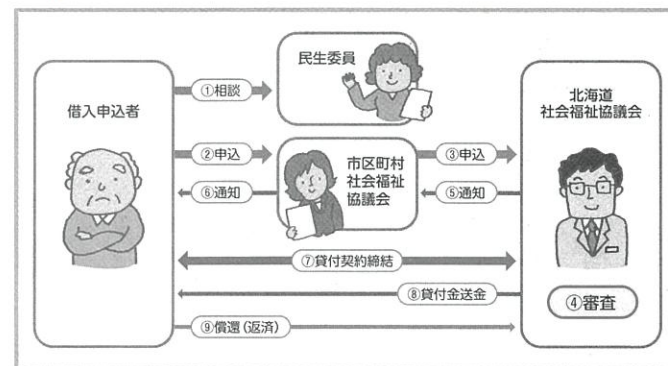 民生委員
借入申込者
北海道
社会福祉協議会
①相談
②申込
③申込
市区町村
社会福祉
協議会
⑥通知
⑤通知
⑦貸付契約締結
⑧貸付金送金
④審査
⑨償還(返済)